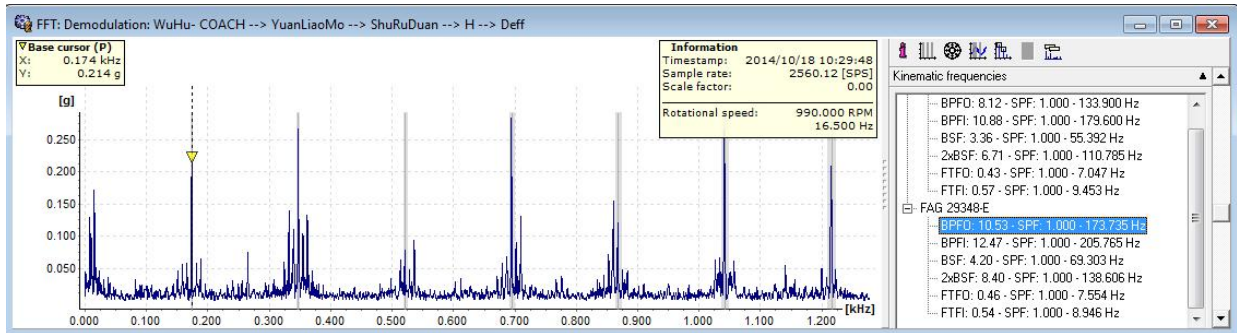 FFT: Demodulation: WuHu- COACH --> YuanLiaoMo --> ShuRuDuan --> H --> Deff
Base cursor (P)
X: 0.174 kHz
Y: 0.214 g
Information
Timestamp: 2014/10/18 10:29:48
Sample rate: 2560.12 [SPS]
Scale factor: 0.00
Rotational speed: 990.000 RPM
16.500 Hz
[g]
0.250
0.200
0.150
0.100
0.050
0.000 0.100 0.200 0.300 0.400 0.500 0.600 0.700 0.800 0.900 1.000 1.100 1.200 [kHz]
Kinematic frequencies
BPFO: 8.12 - SPF: 1.000 - 133.900 Hz
BPFI: 10.88 - SPF: 1.000 - 179.600 Hz
BSF: 3.36 - SPF: 1.000 - 55.392 Hz
2xBSF: 6.71 - SPF: 1.000 - 110.785 Hz
FTFO: 0.43 - SPF: 1.000 - 7.047 Hz
FTFI: 0.57 - SPF: 1.000 - 9.453 Hz
FAG 29348-E
BPFO: 10.53 - SPF: 1.000 - 173.735 Hz
BPFI: 12.47 - SPF: 1.000 - 205.765 Hz
BSF: 4.20 - SPF: 1.000 - 69.303 Hz
2xBSF: 8.40 - SPF: 1.000 - 138.606 Hz
FTFO: 0.46 - SPF: 1.000 - 7.554 Hz
FTFI: 0.54 - SPF: 1.000 - 8.946 Hz